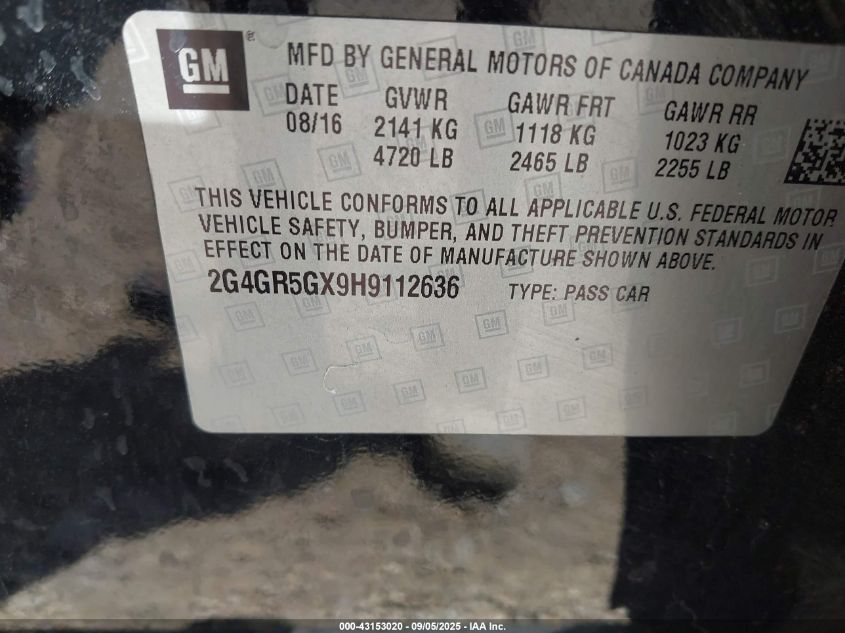 GM ®
MFD BY GENERAL MOTORS OF CANADA COMPANY
DATE GVWR GAWR FRT GAWR RR
08/16 2141 KG 1118 KG 1023 KG
4720 LB 2465 LB 2255 LB
THIS VEHICLE CONFORMS TO ALL APPLICABLE U.S. FEDERAL MOTOR
VEHICLE SAFETY, BUMPER, AND THEFT PREVENTION STANDARDS IN
EFFECT ON THE DATE OF MANUFACTURE SHOWN ABOVE.
2G4GR5GX9H9112636 TYPE: PASS CAR
000-43153020 - 09/05/2025 - IAA Inc.